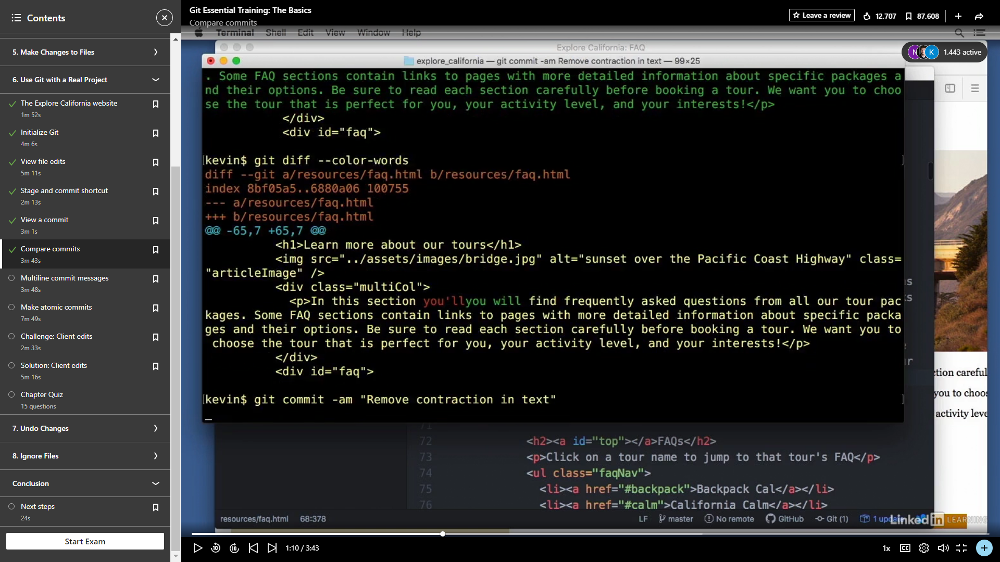 Contents
5. Make Changes to Files
6. Use Git with a Real Project
The Explore California website
1m 52s
Initialize Git
4m 6s
View file edits
5m 11s
Stage and commit shortcut
2m 13s
View a commit
3m 1s
Compare commits
3m 43s
Multiline commit messages
3m 48s
Make atomic commits
7m 49s
Challenge: Client edits
2m 33s
Solution: Client edits
5m 16s
Chapter Quiz
15 questions
7. Undo Changes
8. Ignore Files
Conclusion
Next steps
24s
Start Exam
Git Essential Training: The Basics
Compare commits
Leave a review 12,707 87,608
Terminal Shell Edit View Window Help
Explore California: FAQ
N K 1,443 active
explore_california — git commit -am Remove contraction in text — 99×25
. Some FAQ sections contain links to pages with more detailed information about specific packages a
nd their options. Be sure to read each section carefully before booking a tour. We want you to choo
se the tour that is perfect for you, your activity level, and your interests!</p>
</div>
<div id="faq">
[kevin$ git diff --color-words ]
diff --git a/resources/faq.html b/resources/faq.html
index 8bf05a5..6880a06 100755
--- a/resources/faq.html
+++ b/resources/faq.html
@@ -65,7 +65,7 @@
<h1>Learn more about our tours</h1>
<img src="../assets/images/bridge.jpg" alt="sunset over the Pacific Coast Highway" class=
"articleImage" />
<div class="multiCol">
<p>In this section you'llyou will find frequently asked questions from all our tour pac
kages. Some FAQ sections contain links to pages with more detailed information about specific packa
ges and their options. Be sure to read each section carefully before booking a tour. We want you to
choose the tour that is perfect for you, your activity level, and your interests!</p>
</div>
<div id="faq">
[kevin$ git commit -am "Remove contraction in text" ]
_
ction careful
you to choos
activity leve
71
72 <h2><a id="top"></a>FAQs</h2>
73 <p>Click on a tour name to jump to that tour's FAQ</p>
74 <ul class="faqNav">
75 <li><a href="#backpack">Backpack Cal</a></li>
76 <li><a href="#calm">California Calm</a></li>
resources/faq.html 68:378 LF master No remote GitHub Git (1) 1 update
LinkedIn LEARNING
10 10 1:10 / 3:43 1x CC